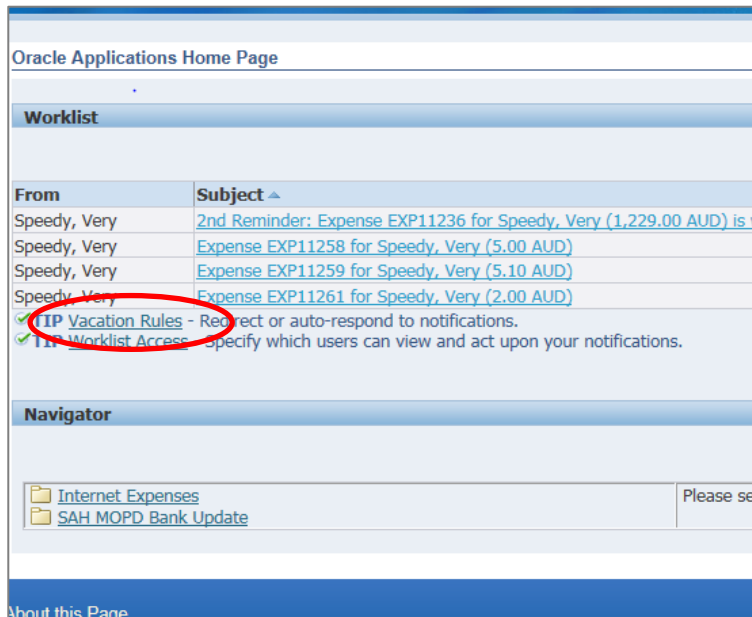 Oracle Applications Home Page
Worklist
From Subject
Speedy, Very 2nd Reminder: Expense EXP11236 for Speedy, Very (1,229.00 AUD) is
Speedy, Very Expense EXP11258 for Speedy, Very (5.00 AUD)
Speedy, Very Expense EXP11259 for Speedy, Very (5.10 AUD)
Speedy, Very Expense EXP11261 for Speedy, Very (2.00 AUD)
TIP Vacation Rules - Redirect or auto-respond to notifications.
TIP Worklist Access - Specify which users can view and act upon your notifications.
Navigator
Internet Expenses Please se
SAH MOPD Bank Update
About this Page